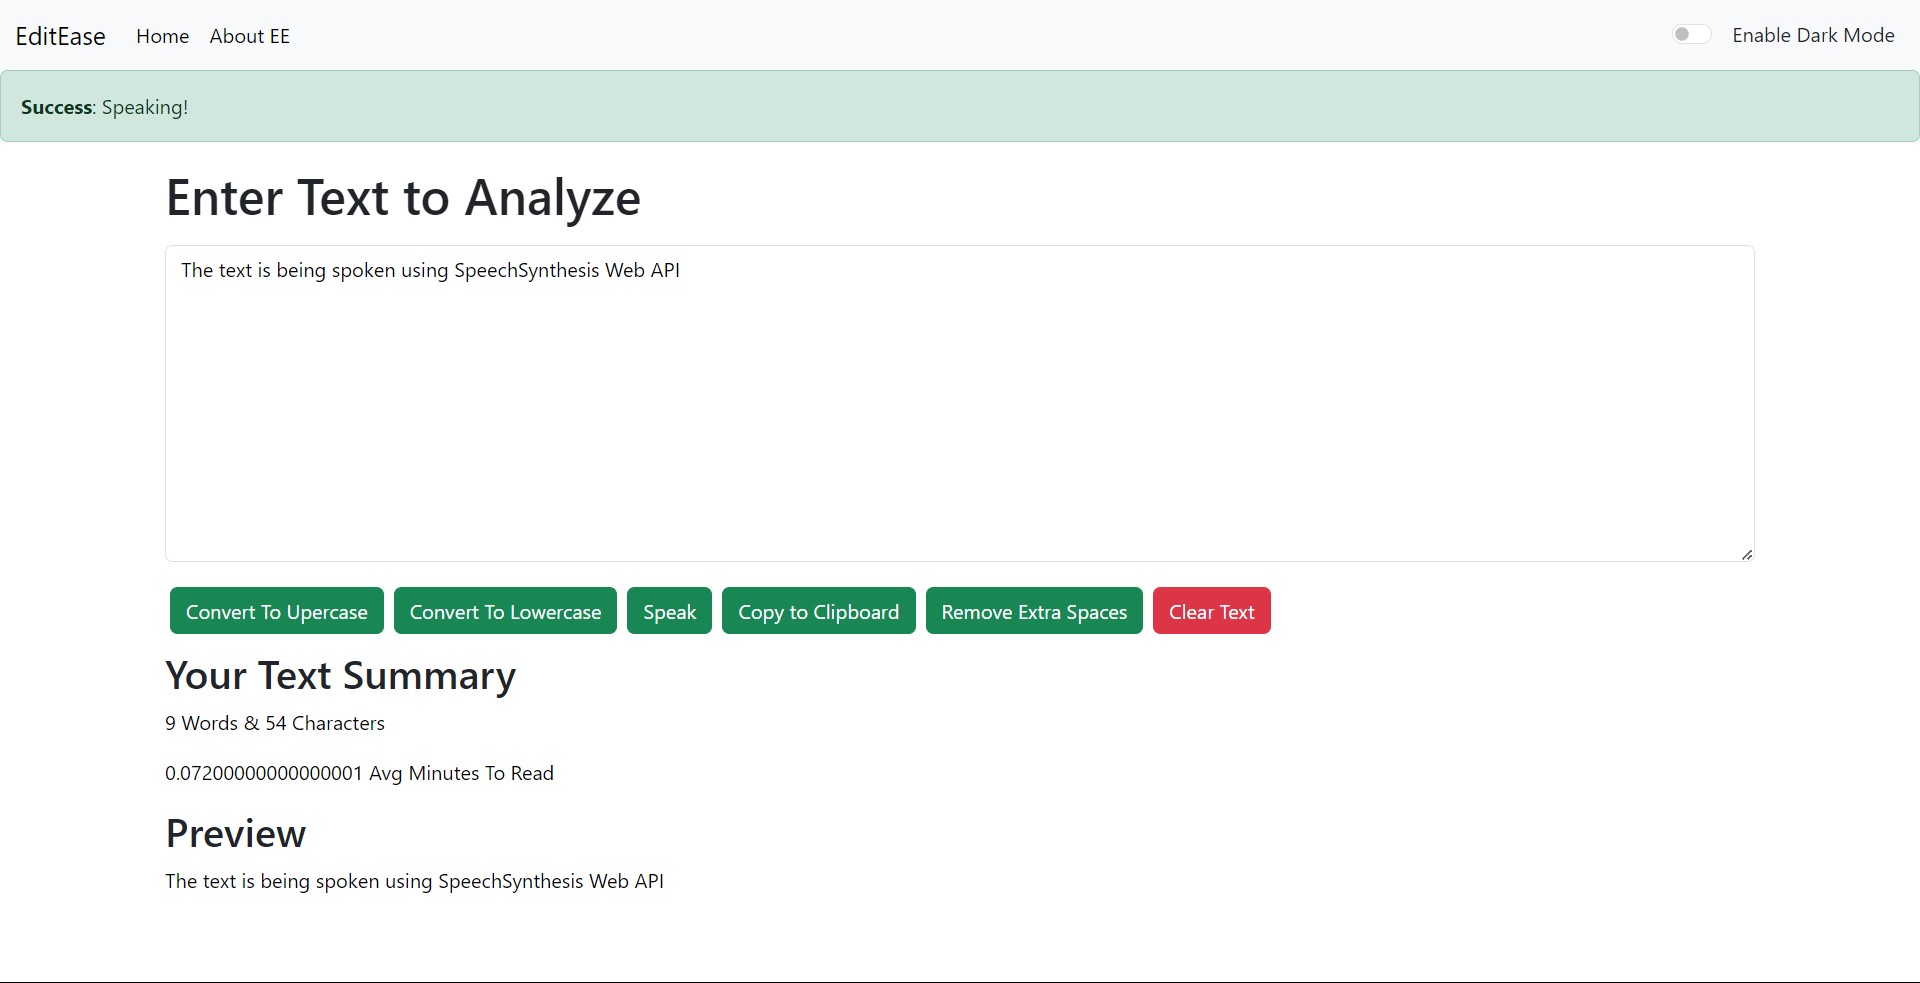 EditEase Home About EE Enable Dark Mode
Success: Speaking!
Enter Text to Analyze
The text is being spoken using SpeechSynthesis Web API
Convert To Upercase Convert To Lowercase Speak Copy to Clipboard Remove Extra Spaces Clear Text
Your Text Summary
9 Words & 54 Characters
0.07200000000000001 Avg Minutes To Read
Preview
The text is being spoken using SpeechSynthesis Web API